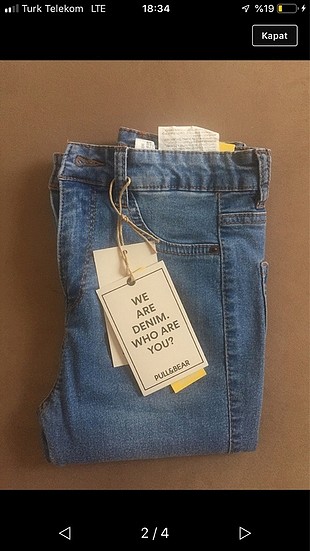 Turk Telekom LTE
18:34
%19
Kapat
WE
ARE
DENIM.
WHO ARE
YOU?
PULL&BEAR
2 / 4